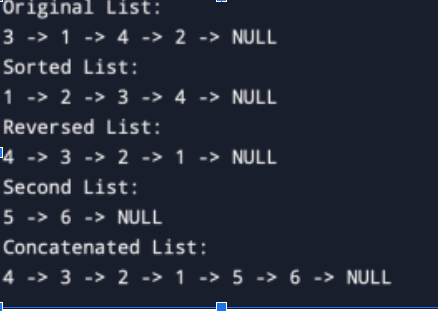 Original List:
3 -> 1 -> 4 -> 2 -> NULL
Sorted List:
1 -> 2 -> 3 -> 4 -> NULL
Reversed List:
4 -> 3 -> 2 -> 1 -> NULL
Second List:
5 -> 6 -> NULL
Concatenated List:
4 -> 3 -> 2 -> 1 -> 5 -> 6 -> NULL